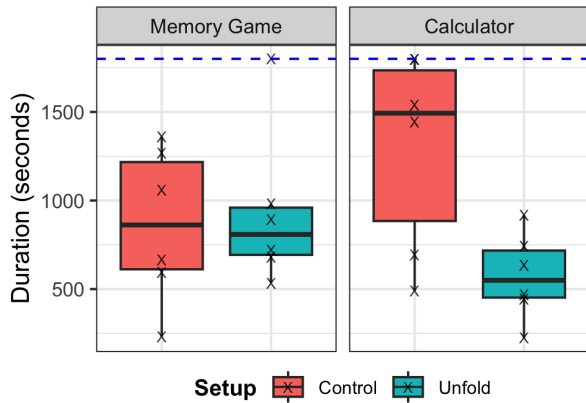 Memory Game
Calculator
Duration (seconds)
1500
1000
500
Setup Control Unfold